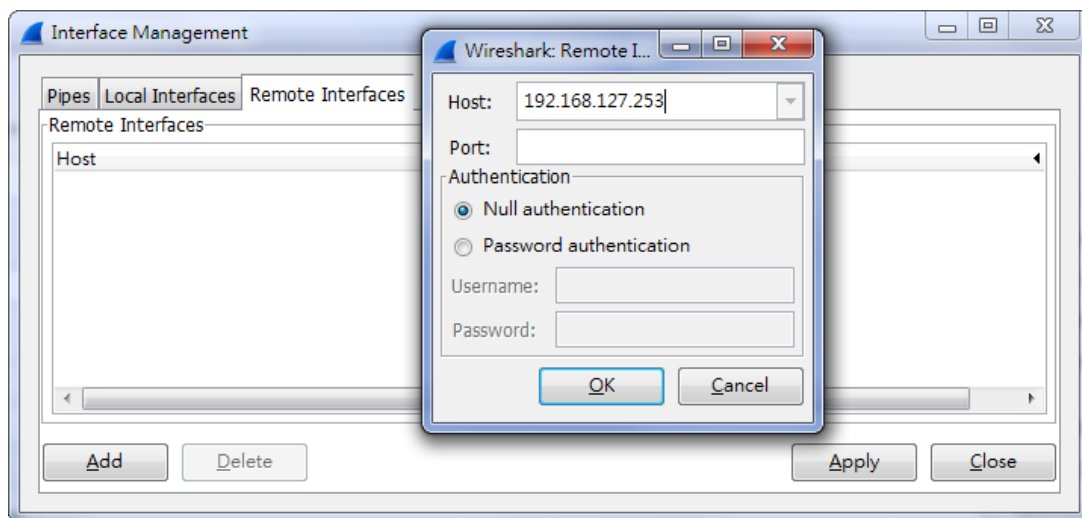 Interface Management
Pipes Local Interfaces Remote Interfaces
Remote Interfaces
Host
Wireshark: Remote I...
Host: 192.168.127.253
Port:
Authentication
Null authentication
Password authentication
Username:
Password:
OK Cancel
Add Delete Apply Close